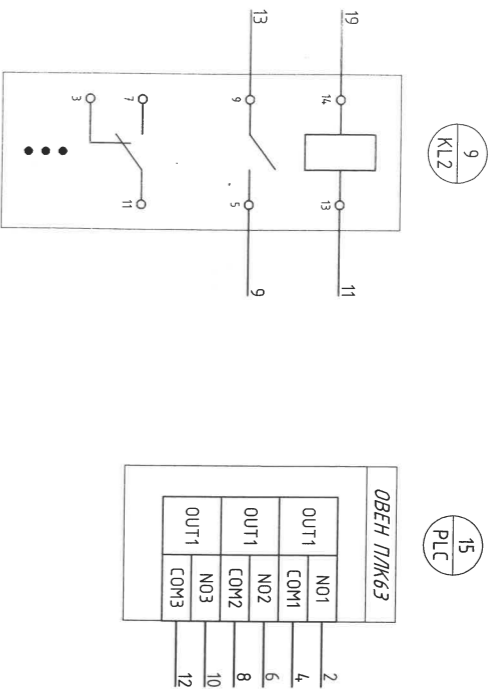 9
KL2
19
14
13
11
13
9
5
9
7
3
11
15
PLC
ОВЕН ПЛК63
OUT1
NO1
2
COM1
4
OUT1
NO2
6
COM2
8
OUT1
NO3
10
COM3
12